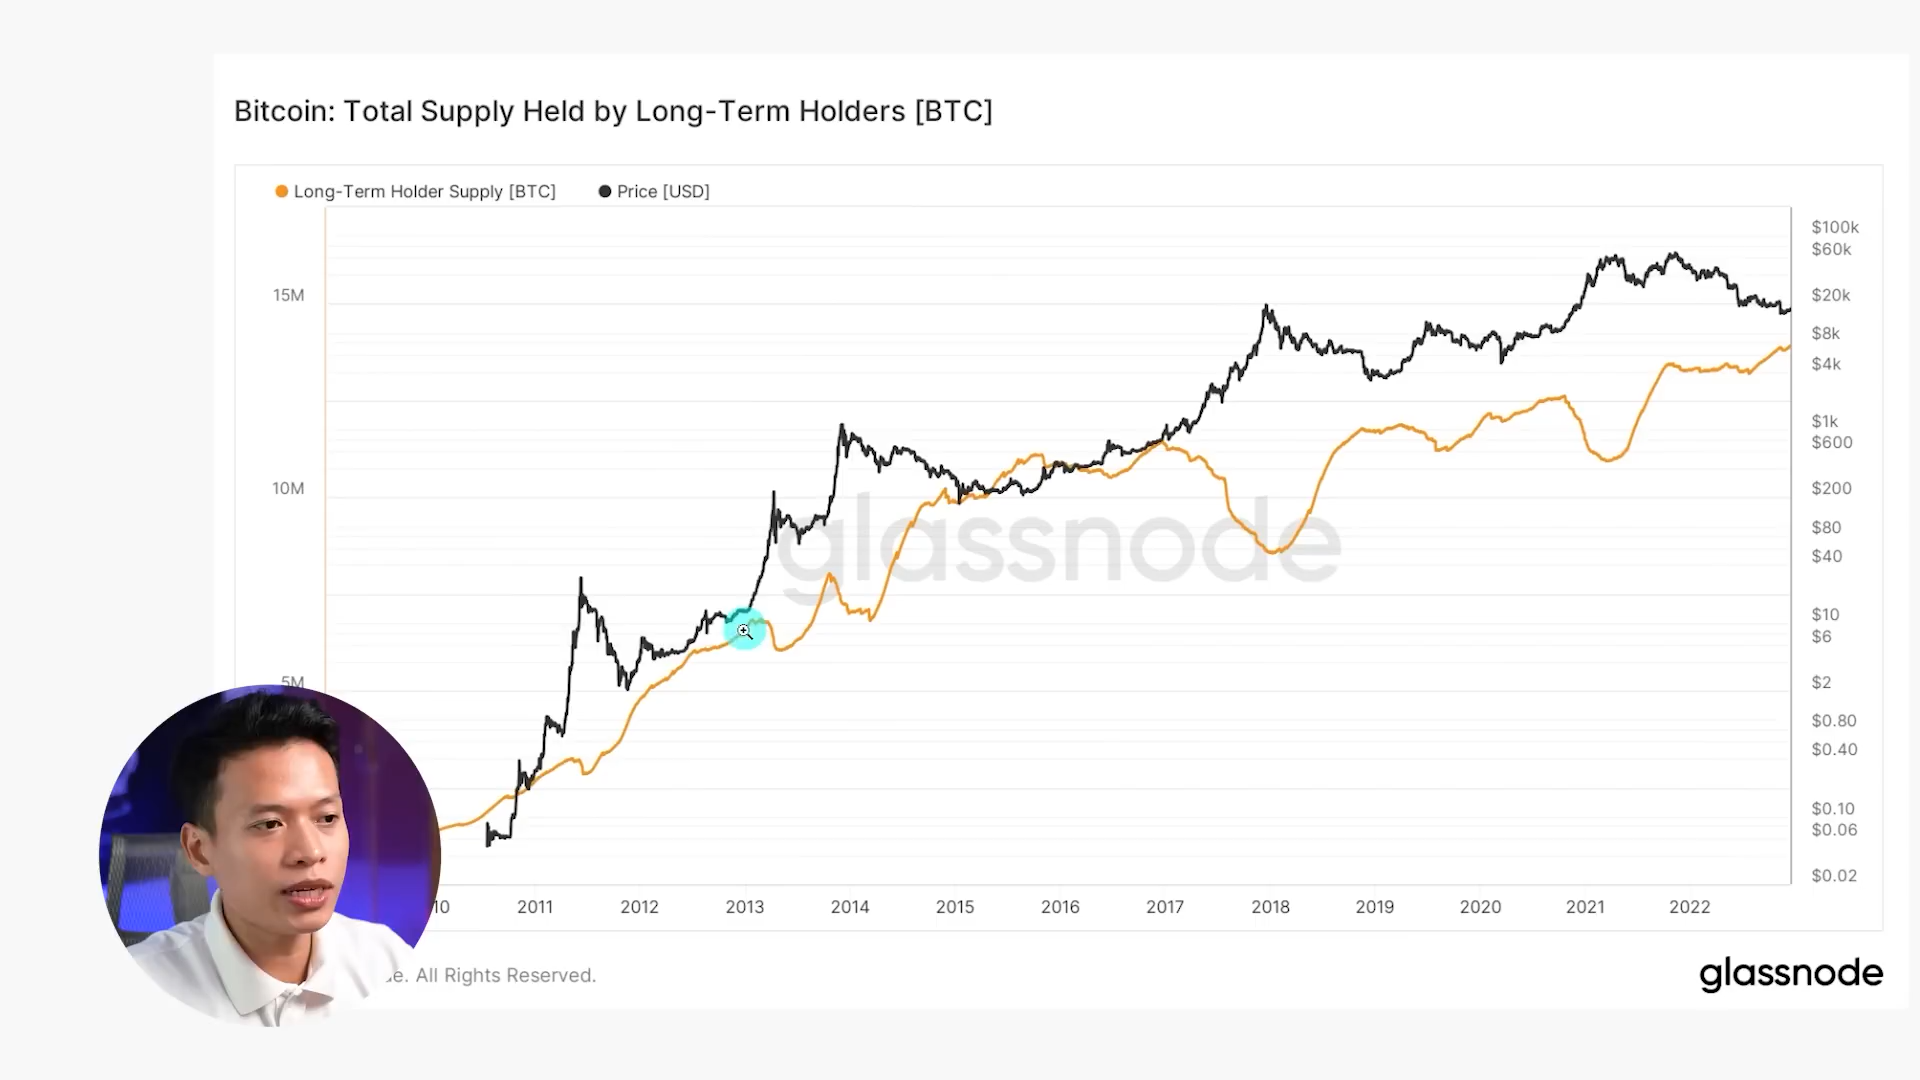 Bitcoin: Total Supply Held by Long-Term Holders [BTC]
Long-Term Holder Supply [BTC] Price [USD]
$100k
$60k
15M
$20k
$8k
$4k
$1k
$600
10M
$200
glassnode
$80
$40
$10
$6
5M
$2
$0.80
$0.40
$0.10
$0.06
$0.02
10 2011 2012 2013 2014 2015 2016 2017 2018 2019 2020 2021 2022
All Rights Reserved.
glassnode